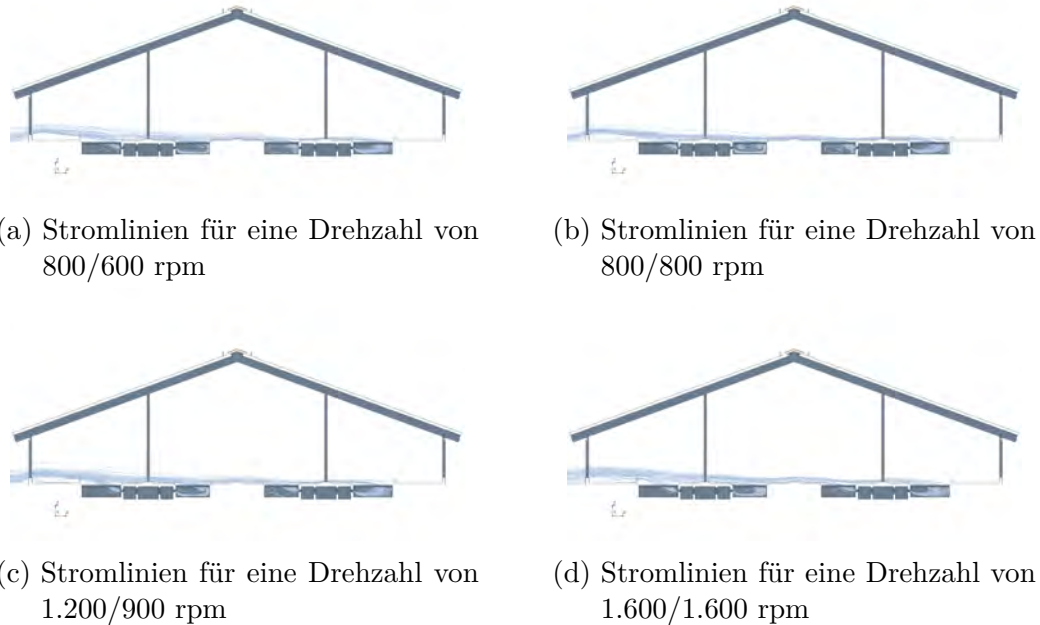 (a) Stromlinien für eine Drehzahl von
800/600 rpm
(b) Stromlinien für eine Drehzahl von
800/800 rpm
(c) Stromlinien für eine Drehzahl von
1.200/900 rpm
(d) Stromlinien für eine Drehzahl von
1.600/1.600 rpm